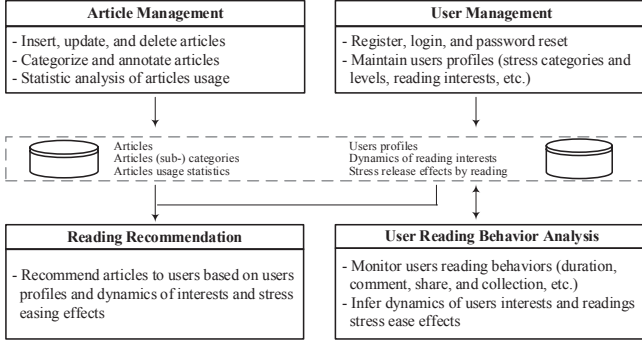 Article Management
- Insert, update, and delete articles
- Categorize and annotate articles
- Statistic analysis of articles usage
User Management
- Register, login, and password reset
- Maintain users profiles (stress categories and
levels, reading interests, etc.)
Articles
Articles (sub-) categories
Articles usage statistics
Users profiles
Dynamics of reading interests
Stress release effects by reading
Reading Recommendation
- Recommend articles to users based on users
profiles and dynamics of interests and stress
easing effects
User Reading Behavior Analysis
- Monitor users reading behaviors (duration,
comment, share, and collection, etc.)
- Infer dynamics of users interests and readings
stress ease effects